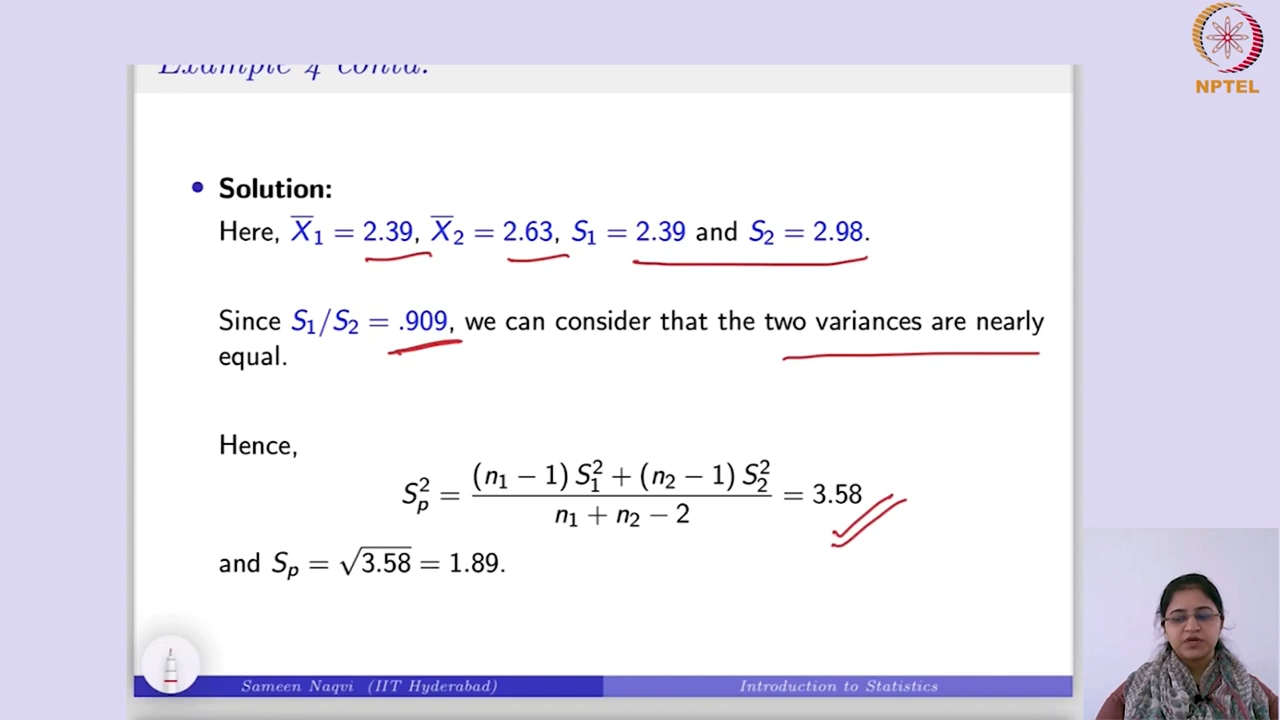 NPTEL
Example 4 contd.
• Solution:
Here, X̅₁ = 2.39, X̅₂ = 2.63, S₁ = 2.39 and S₂ = 2.98.
Since S₁/S₂ = .909, we can consider that the two variances are nearly
equal.
Hence,
S²ₚ = (n₁ − 1) S₁² + (n₂ − 1) S₂² / n₁ + n₂ − 2 = 3.58
and Sₚ = √3.58 = 1.89.
Sameen Naqvi (IIT Hyderabad) Introduction to Statistics